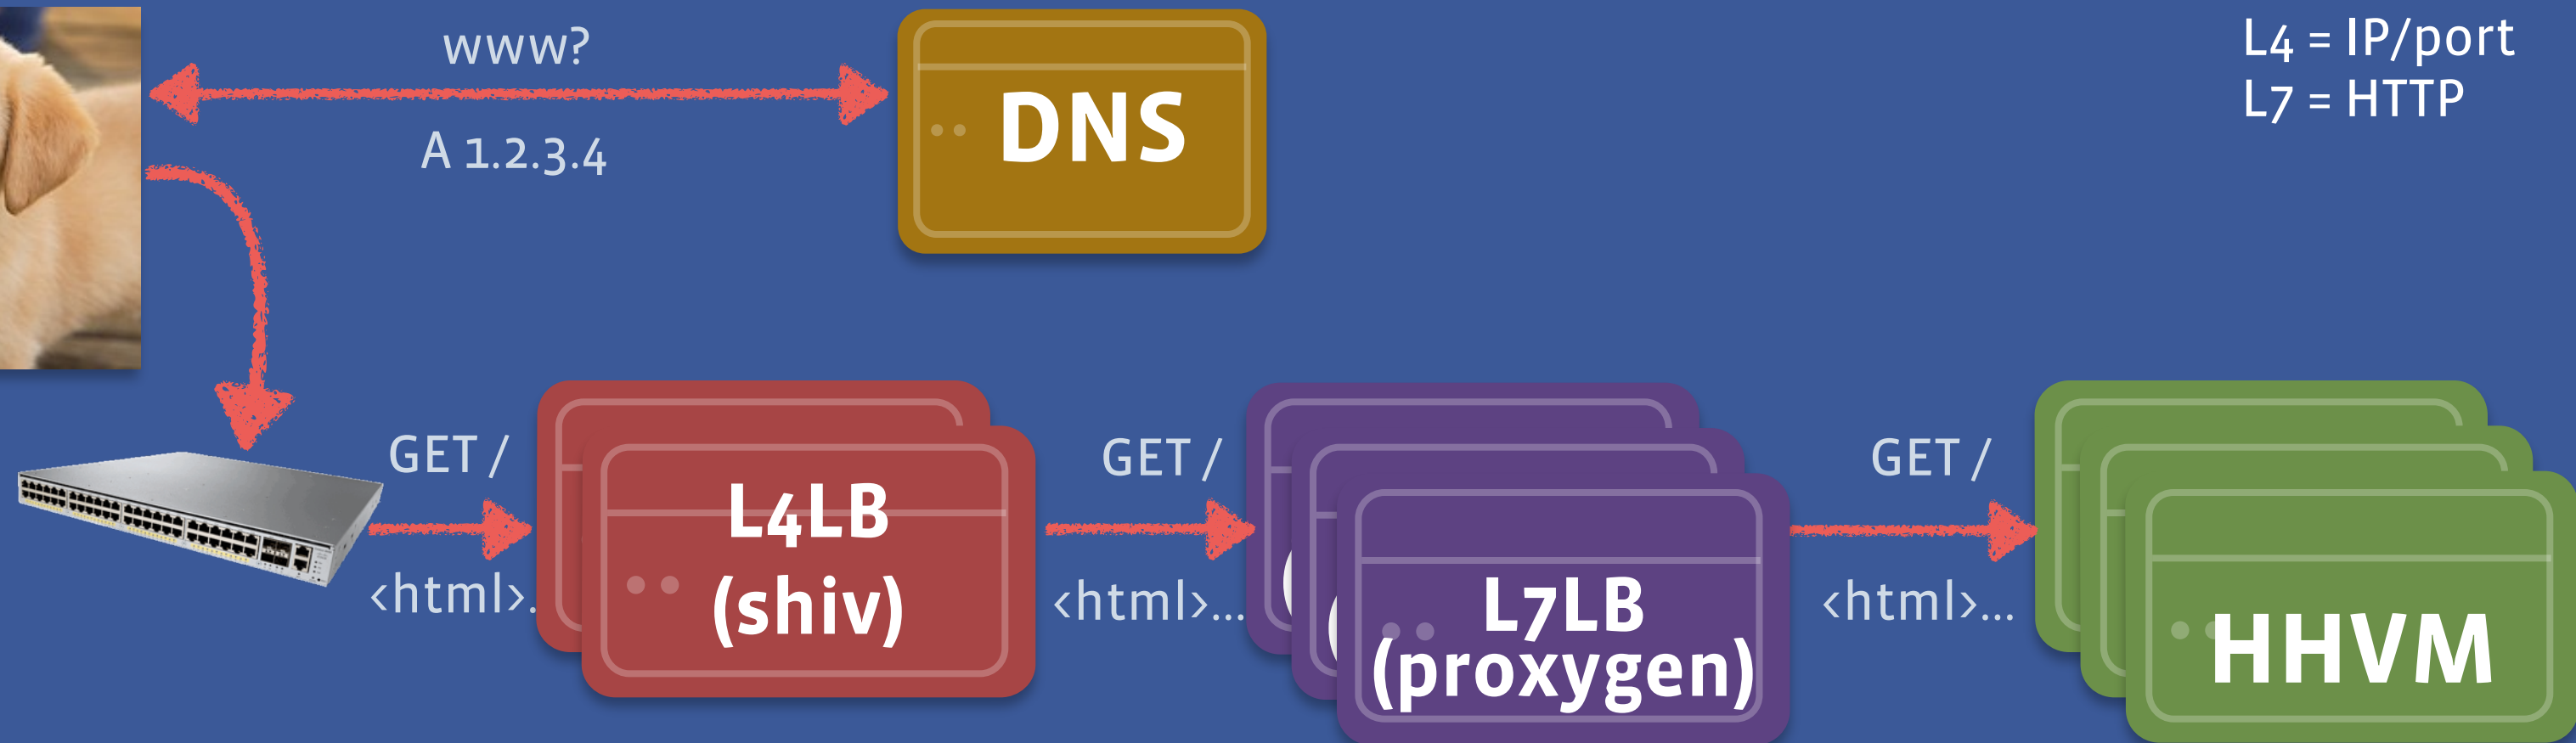 www?
A 1.2.3.4
DNS
L4 = IP/port
L7 = HTTP
GET /
<html>.
L4LB
(shiv)
GET /
<html>...
L7LB
(proxygen)
GET /
<html>...
HHVM